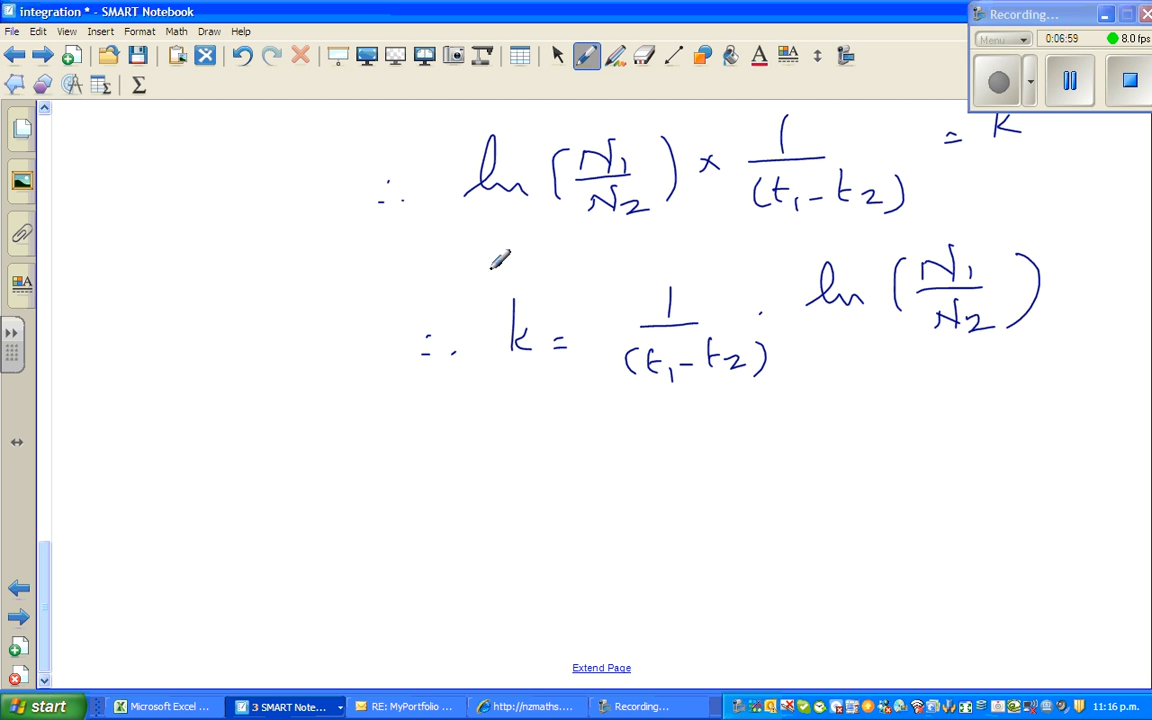 integration * - SMART Notebook
Recording...
File Edit View Insert Format Math Draw Help
Menu 0:06:59 8.0 fps
∴ ln (N₁/N₂) × 1/(t₁ - t₂) = k
∴ k = 1/(t₁ - t₂) . ln (N₁/N₂)
Extend Page
start Microsoft Excel ... 3 SMART Note... RE: MyPortfolio ... http://nzmaths.... Recording... 11:16 p.m.